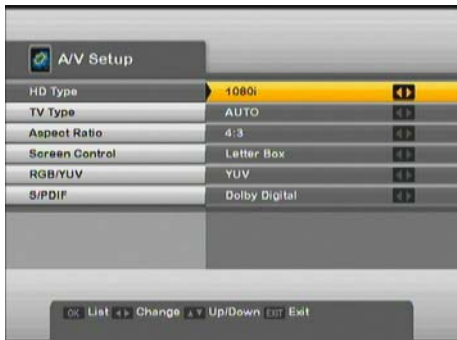 A/V Setup
HD Type 1080i
TV Type AUTO
Aspect Ratio 4:3
Screen Control Letter Box
RGB/YUV YUV
S/PDIF Dolby Digital
OK List Change Up/Down EXIT Exit